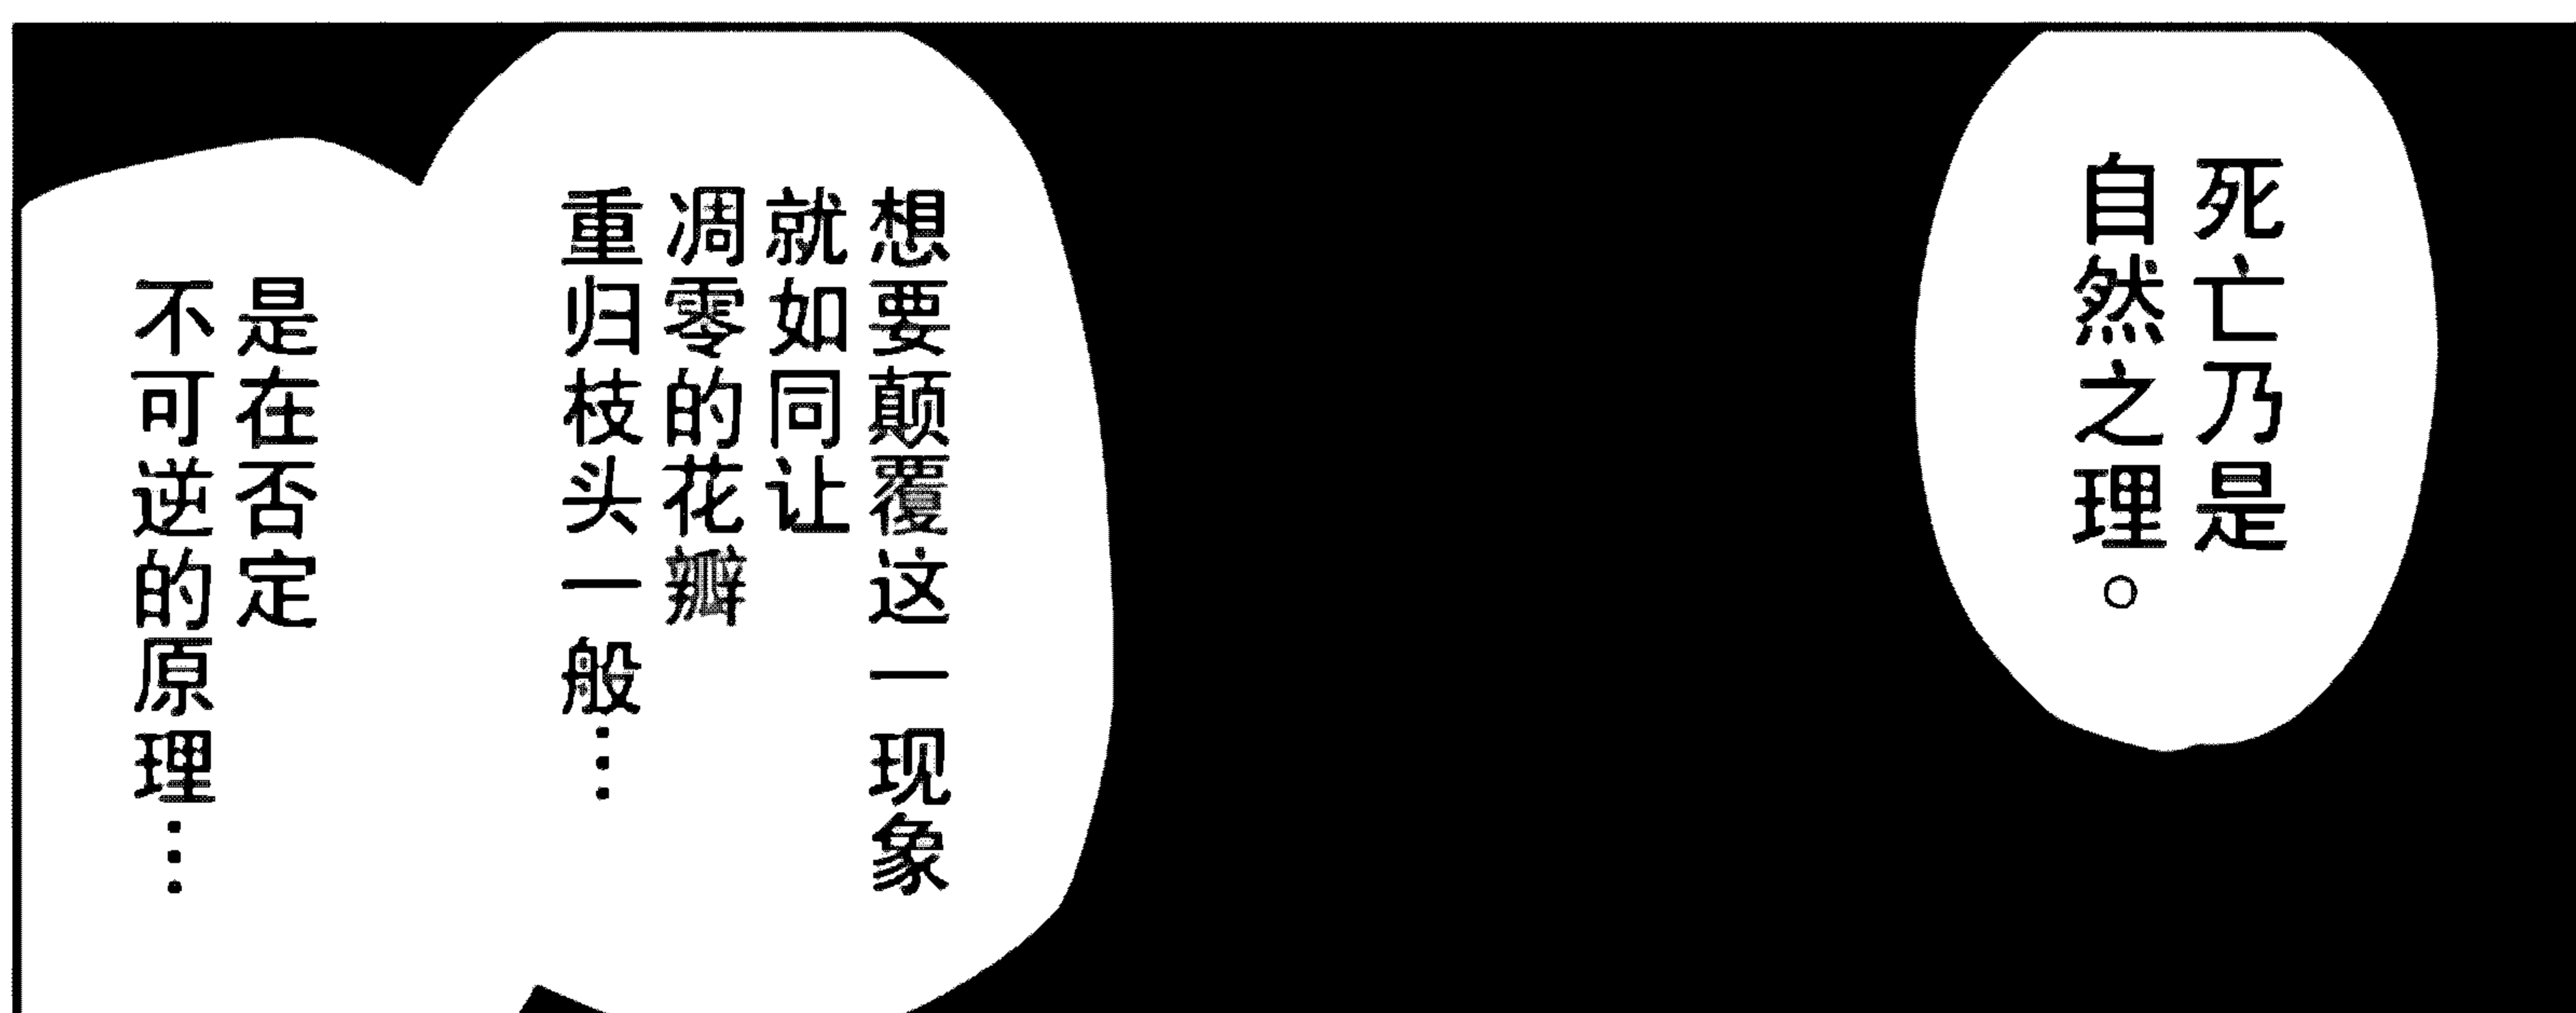 死亡乃是
自然之理。
想要颠覆这一现象
就如同让
凋零的花瓣
重归枝头一般…
是在否定
不可逆的原理…